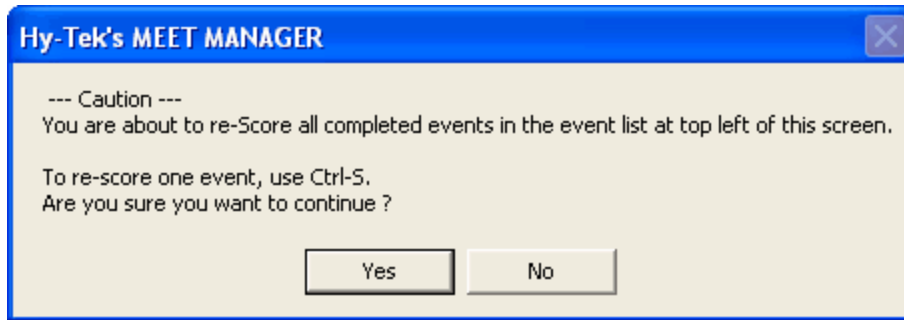 Hy-Tek's MEET MANAGER
--- Caution ---
You are about to re-Score all completed events in the event list at top left of this screen.
To re-score one event, use Ctrl-S.
Are you sure you want to continue ?
Yes No